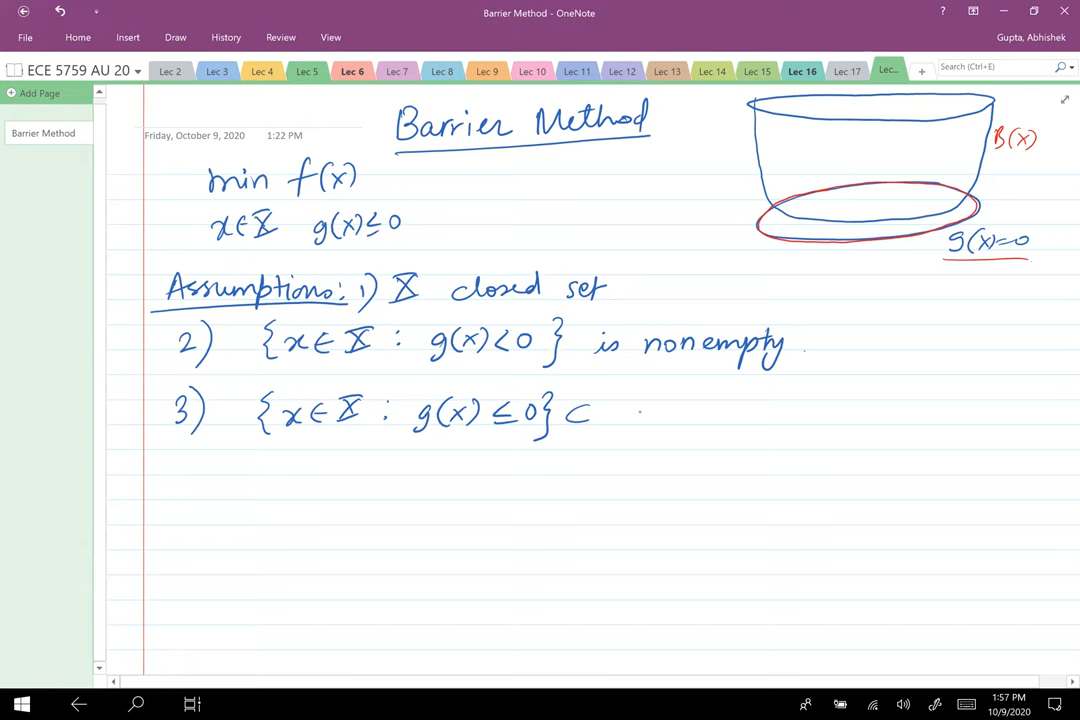 Barrier Method - OneNote
?
File Home Insert Draw History Review View
Gupta, Abhishek
ECE 5759 AU 20
Lec 2 Lec 3 Lec 4 Lec 5 Lec 6 Lec 7 Lec 8 Lec 9 Lec 10 Lec 11 Lec 12 Lec 13 Lec 14 Lec 15 Lec 16 Lec 17 Lec... +
Search (Ctrl+E)
Add Page
Barrier Method
Friday, October 9, 2020 1:22 PM
Barrier Method
B(x)
min f(x)
x∈X g(x)≤0
g(x)=0
Assumptions: 1) X closed set
2) {x∈X : g(x)<0} is nonempty.
3) {x∈X : g(x)≤0} ⊂
1:57 PM
10/9/2020